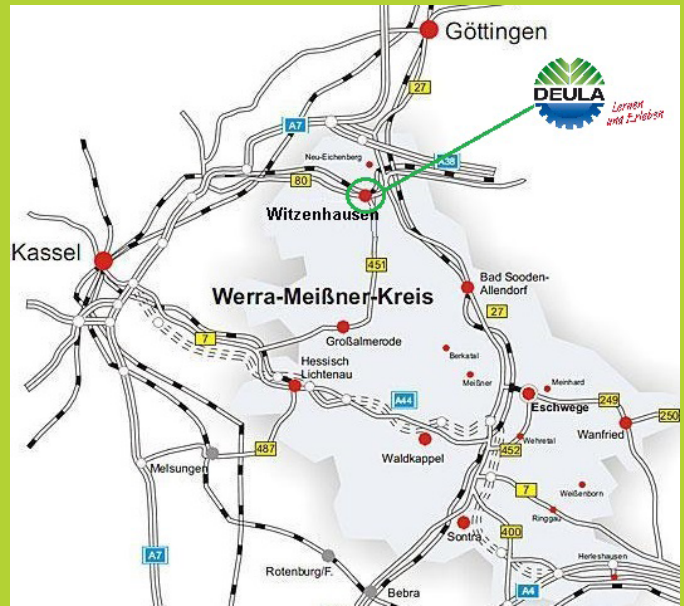 Göttingen
DEULA
Lernen
und Erleben
27
A7
Neu-Eichenberg
A38
80
Witzenhausen
Kassel
451
Bad Sooden-
Allendorf
Werra-Meißner-Kreis
27
7
Großalmerode
Hessisch
Lichtenau
Berkatal
Meißner
Meinhard
A44
Eschwege
249
250
Wanfried
Wehretal
452
487
Waldkappel
Melsungen
7
Weißenborn
Ringgau
400
Sontra
A7
Herleshausen
Rotenburg/F.
Bebra
A4